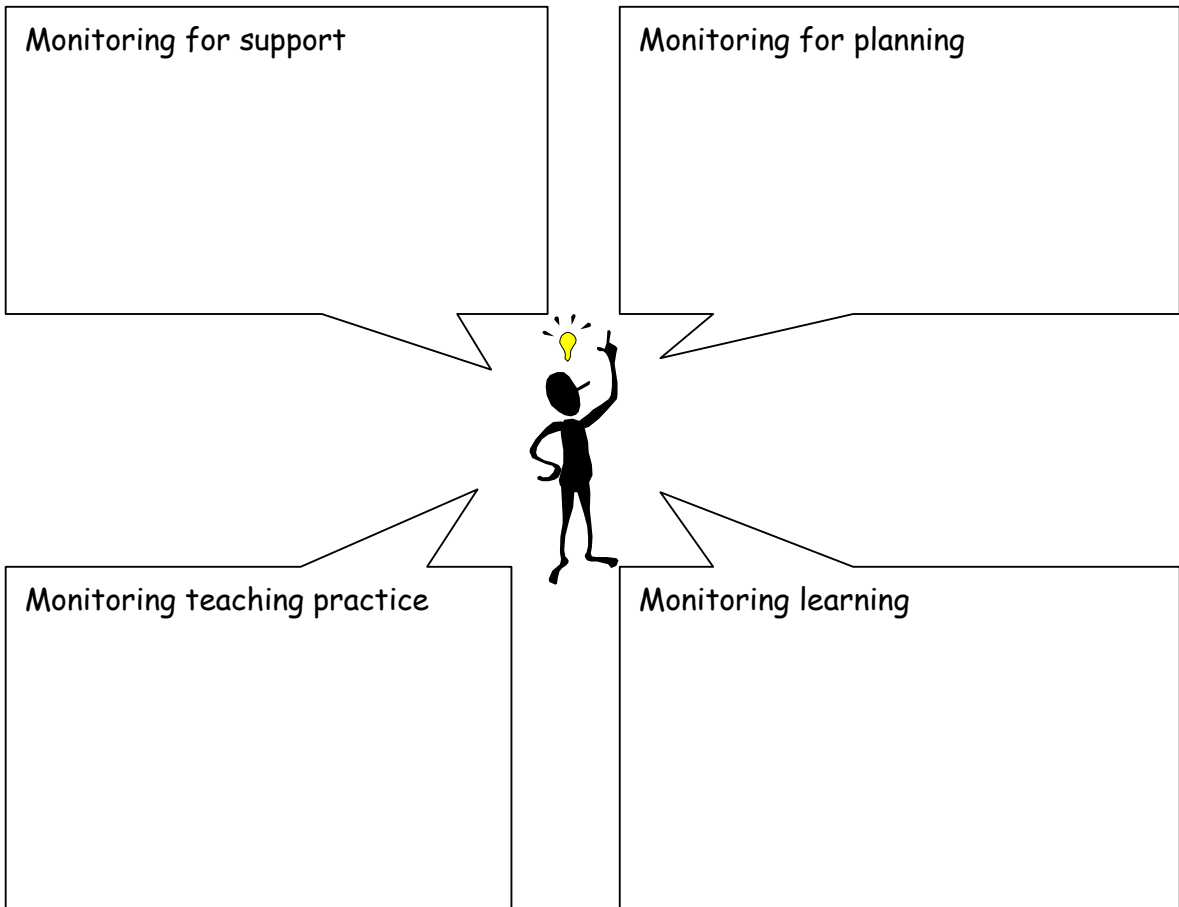 Monitoring for support
Monitoring for planning
Monitoring teaching practice
Monitoring learning